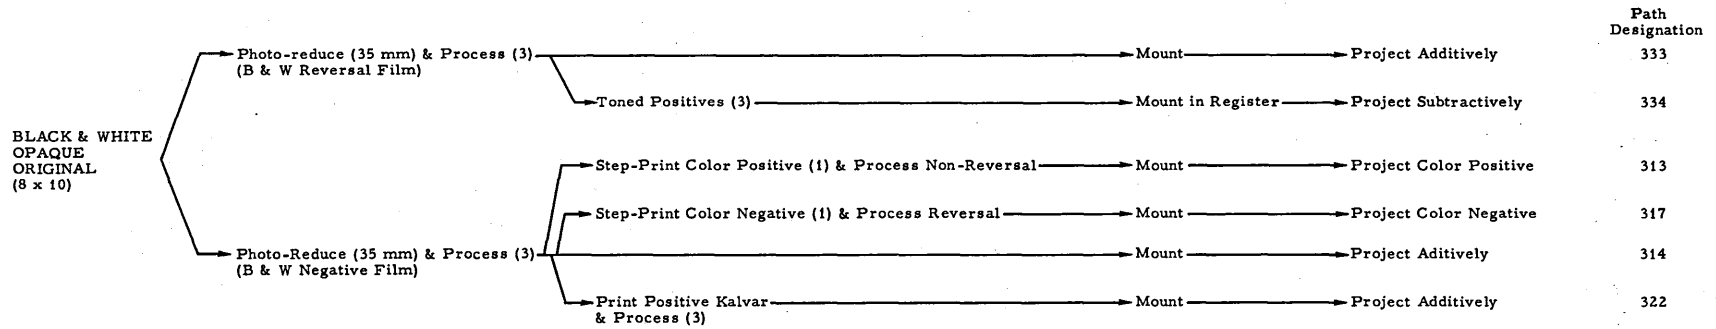 Path
Designation
Photo-reduce (35 mm) & Process (3) Mount Project Additively 333
(B & W Reversal Film)
Toned Positives (3) Mount in Register Project Subtractively 334
BLACK & WHITE
OPAQUE
ORIGINAL
(8 x 10)
Step-Print Color Positive (1) & Process Non-Reversal Mount Project Color Positive 313
Step-Print Color Negative (1) & Process Reversal Mount Project Color Negative 317
Photo-Reduce (35 mm) & Process (3) Mount Project Aditively 314
(B & W Negative Film)
Print Positive Kalvar Mount Project Additively 322
& Process (3)